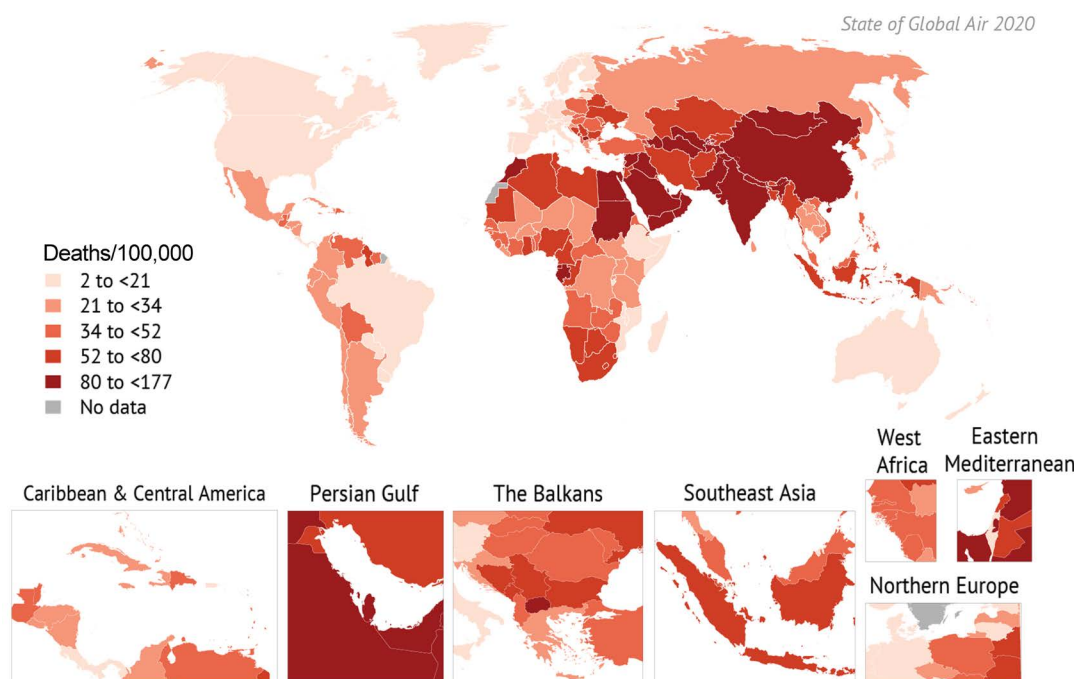 State of Global Air 2020
Deaths/100,000
2 to <21
21 to <34
34 to <52
52 to <80
80 to <177
No data
West
Africa
Eastern
Mediterranean
Caribbean & Central America
Persian Gulf
The Balkans
Southeast Asia
Northern Europe